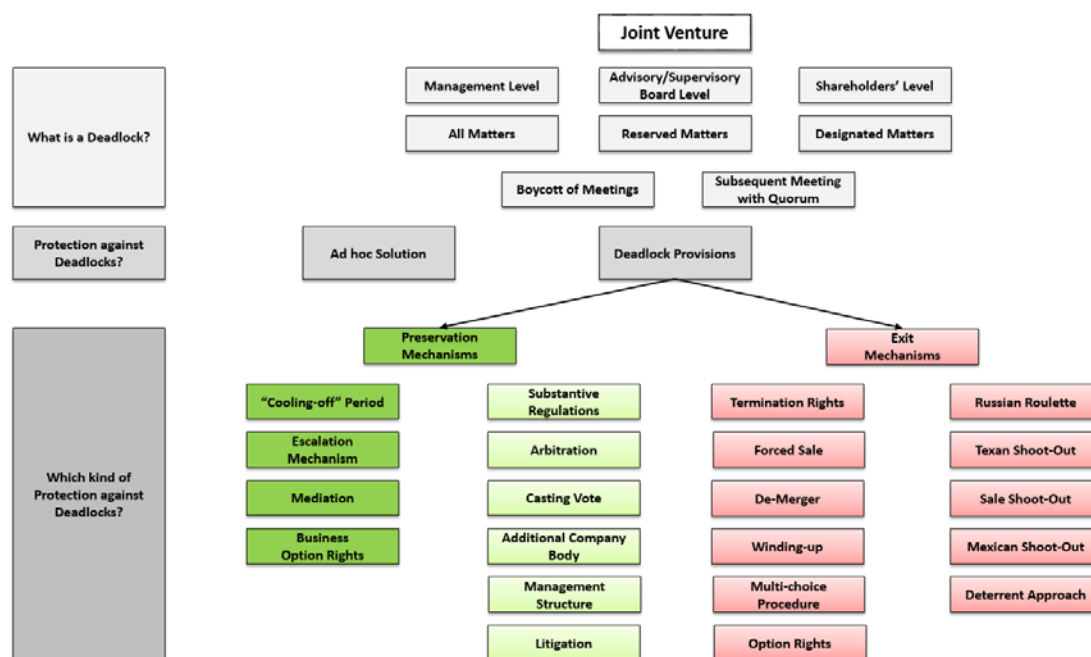 Joint Venture
What is a Deadlock?
Management Level
Advisory/Supervisory
Board Level
Shareholders' Level
All Matters
Reserved Matters
Designated Matters
Boycott of Meetings
Subsequent Meeting
with Quorum
Protection against
Deadlocks?
Ad hoc Solution
Deadlock Provisions
Which kind of
Protection against
Deadlocks?
Preservation
Mechanisms
Exit
Mechanisms
"Cooling-off" Period
Substantive
Regulations
Termination Rights
Russian Roulette
Escalation
Mechanism
Arbitration
Forced Sale
Texan Shoot-Out
Mediation
Casting Vote
De-Merger
Sale Shoot-Out
Business
Option Rights
Additional Company
Body
Winding-up
Mexican Shoot-Out
Management
Structure
Multi-choice
Procedure
Deterrent Approach
Litigation
Option Rights